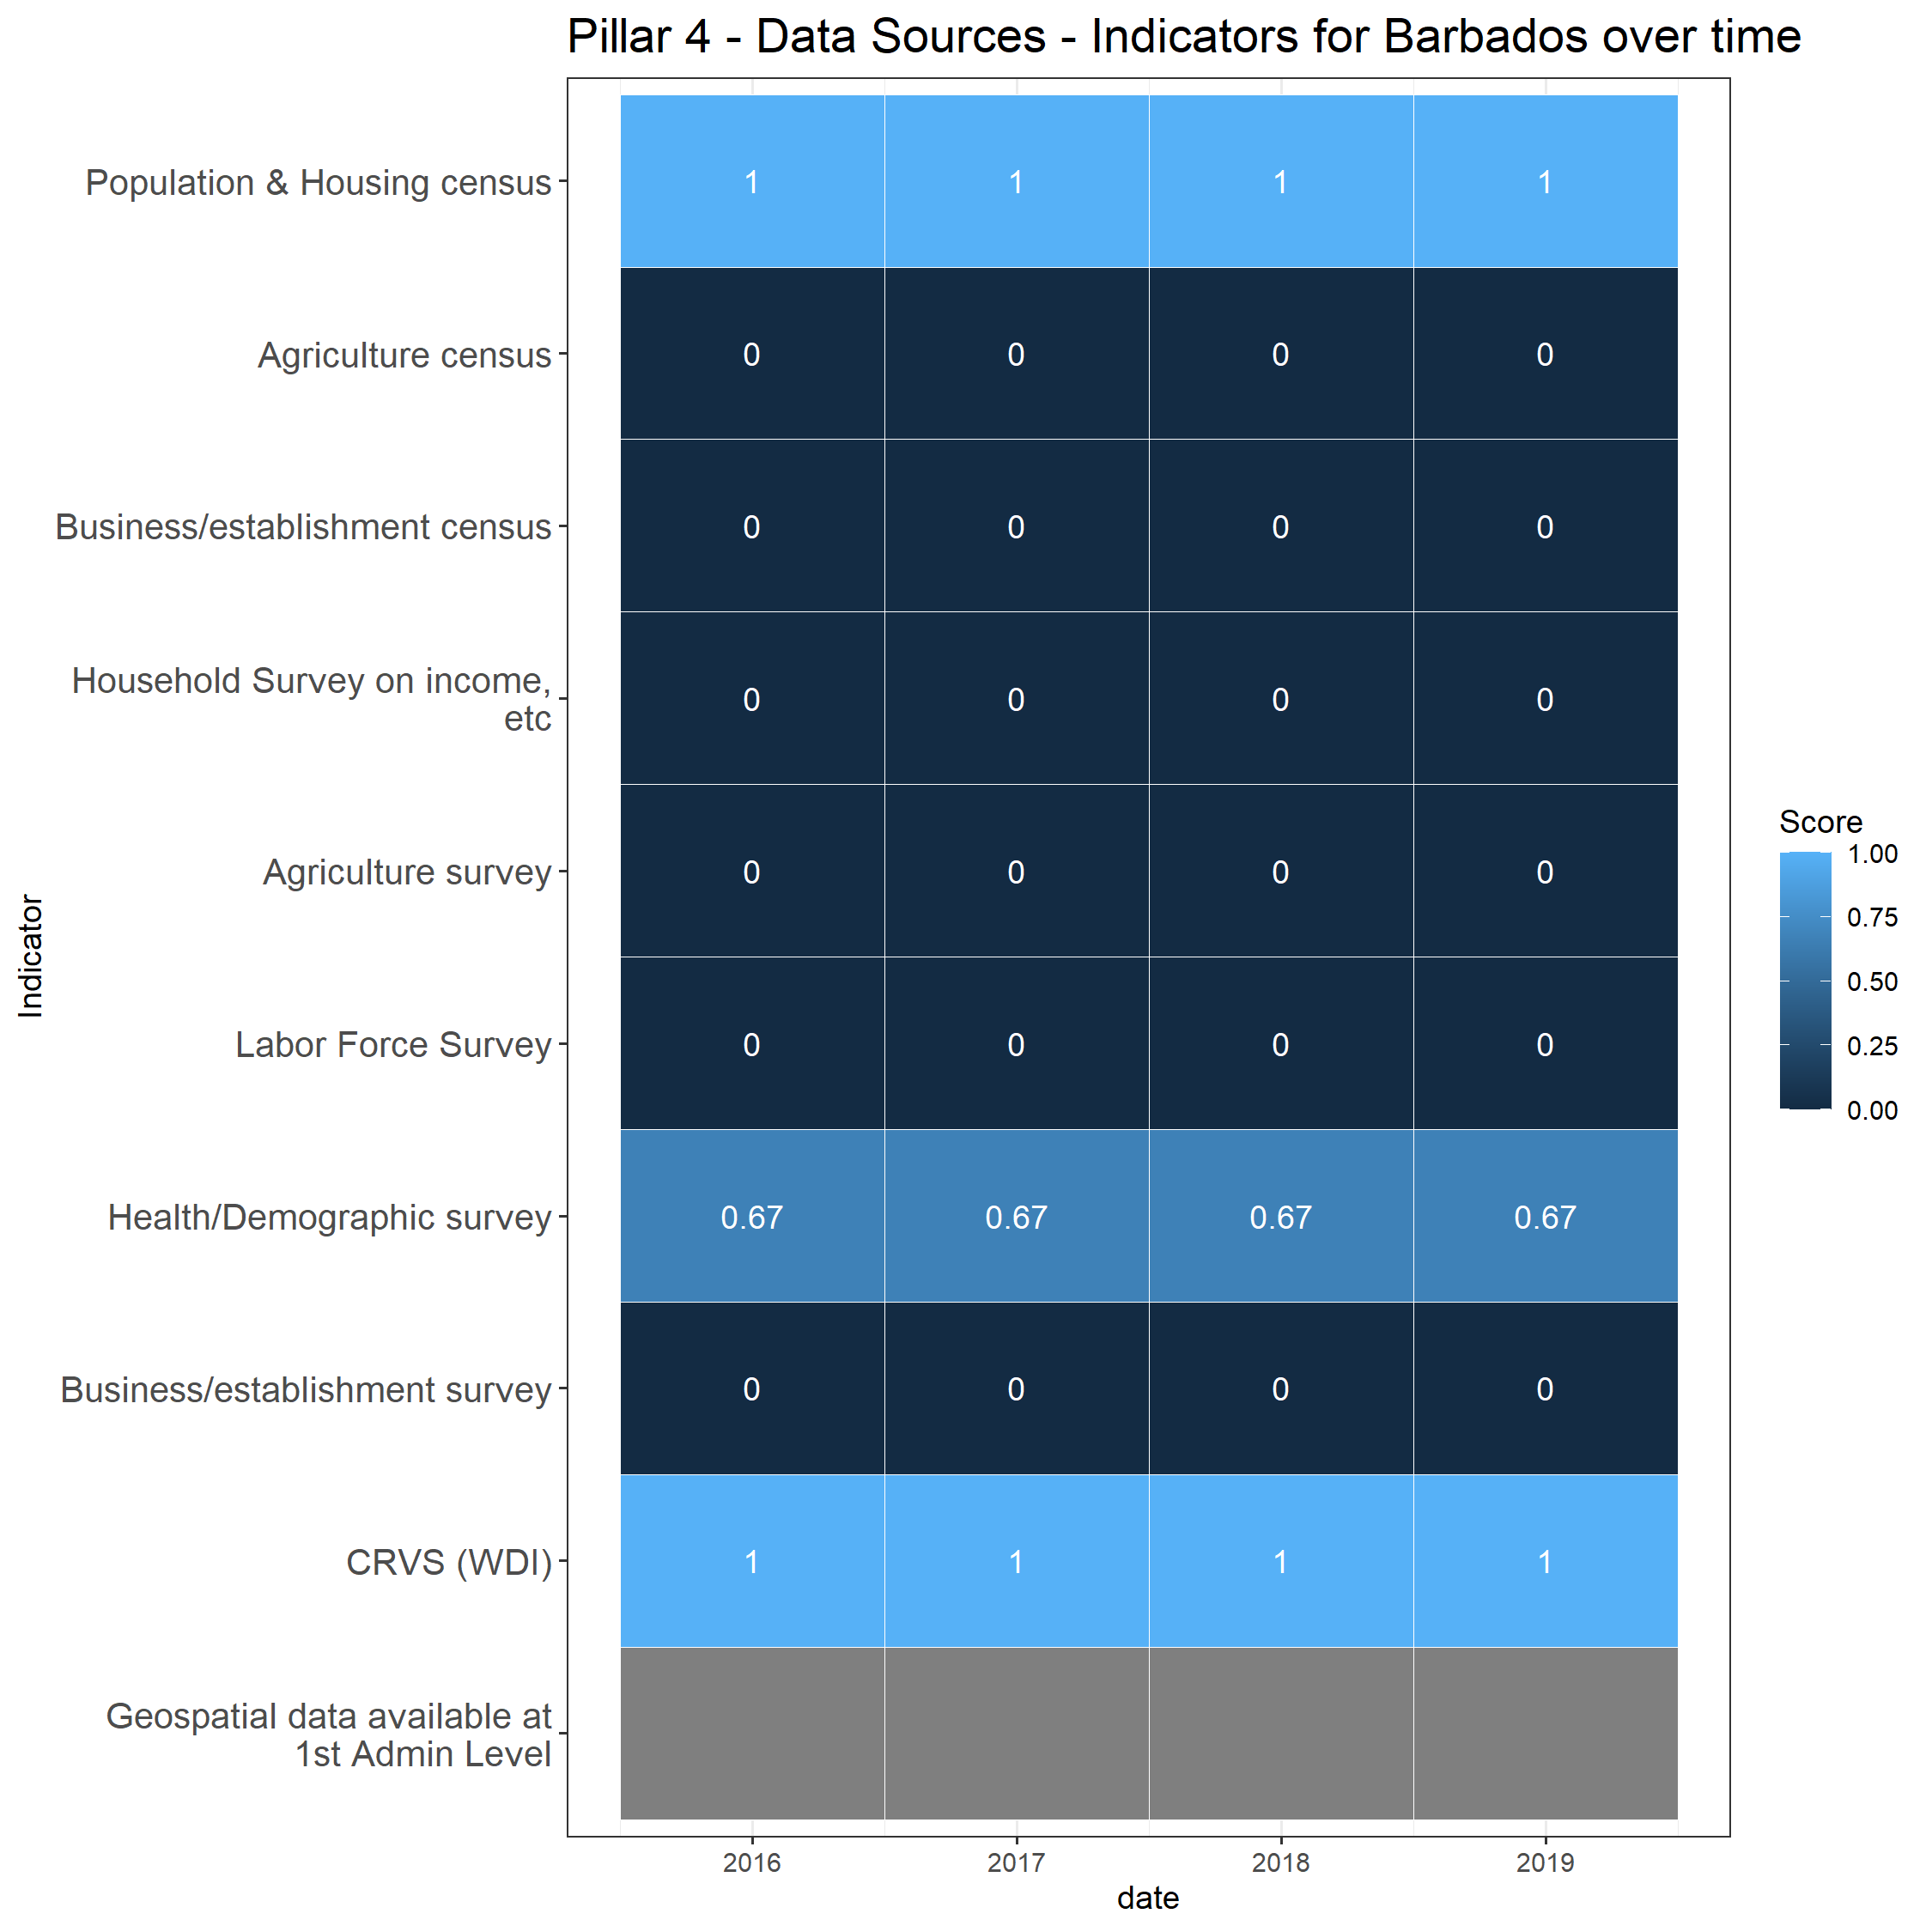 Pillar 4 - Data Sources - Indicators for Barbados over time
Population & Housing census
1 1 1 1
Agriculture census
0 0 0 0
Business/establishment census
0 0 0 0
Household Survey on income,
etc
0 0 0 0
Agriculture survey
0 0 0 0
Labor Force Survey
0 0 0 0
Health/Demographic survey
0.67 0.67 0.67 0.67
Business/establishment survey
0 0 0 0
CRVS (WDI)
1 1 1 1
Geospatial data available at
1st Admin Level
Indicator
2016 2017 2018 2019
date
Score
1.00
0.75
0.50
0.25
0.00